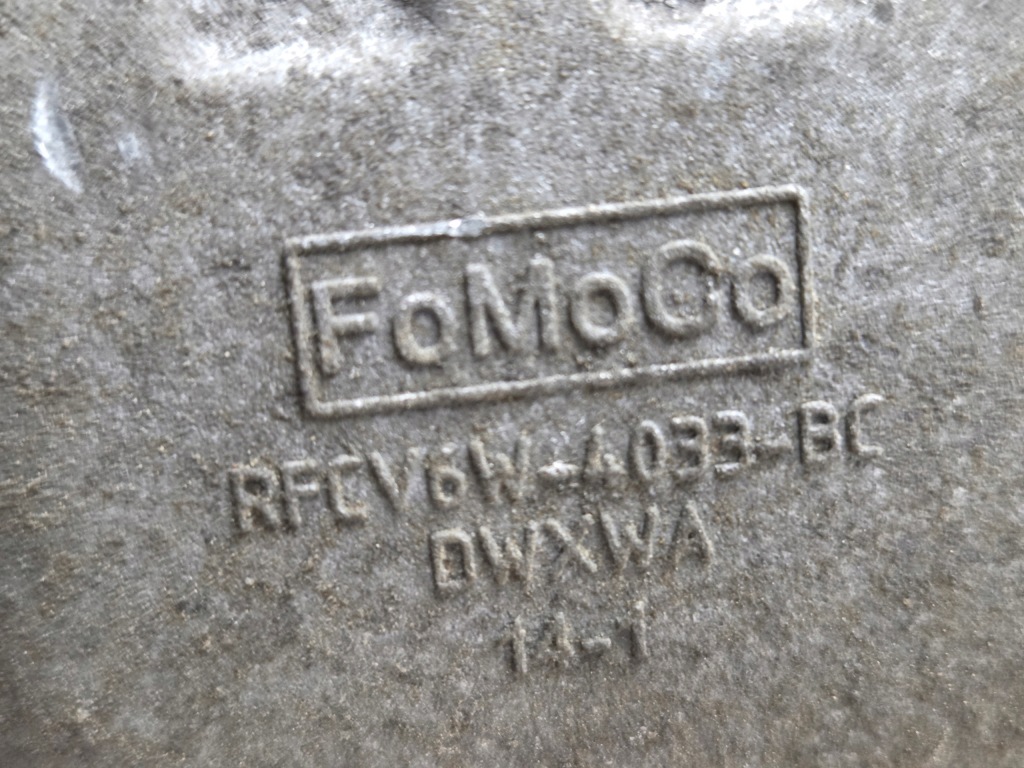 FoMoCo
RFCV6W-4033-BC
DWXWA
14-1